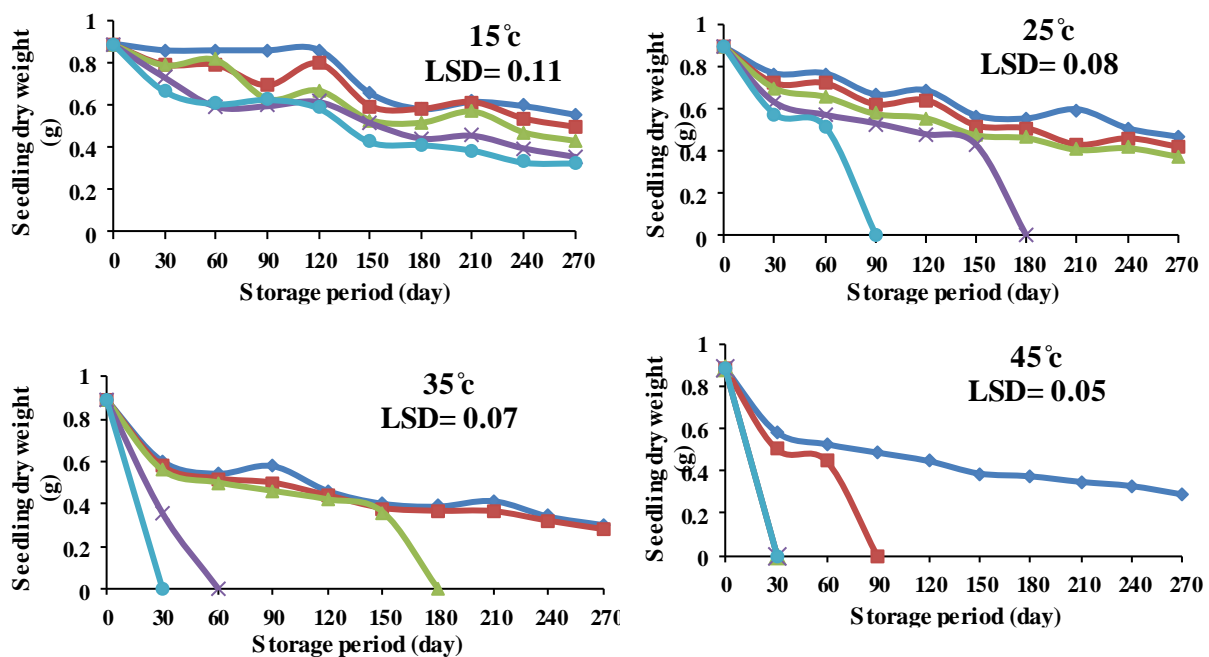 15°c
LSD= 0.11
Seedling dry weight
(g)
1
0.8
0.6
0.4
0.2
0
0 30 60 90 120 150 180 210 240 270
Storage period (day)
25°c
LSD= 0.08
Seedling dry weight
(g)
1
0.8
0.6
0.4
0.2
0
0 30 60 90 120 150 180 210 240 270
Storage period (day)
35°c
LSD= 0.07
Seedling dry weight
(g)
1
0.8
0.6
0.4
0.2
0
0 30 60 90 120 150 180 210 240 270
Storage period (day)
45°c
LSD= 0.05
Seedling dry weight
(g)
1
0.8
0.6
0.4
0.2
0
0 30 60 90 120 150 180 210 240 270
Storage period (day)